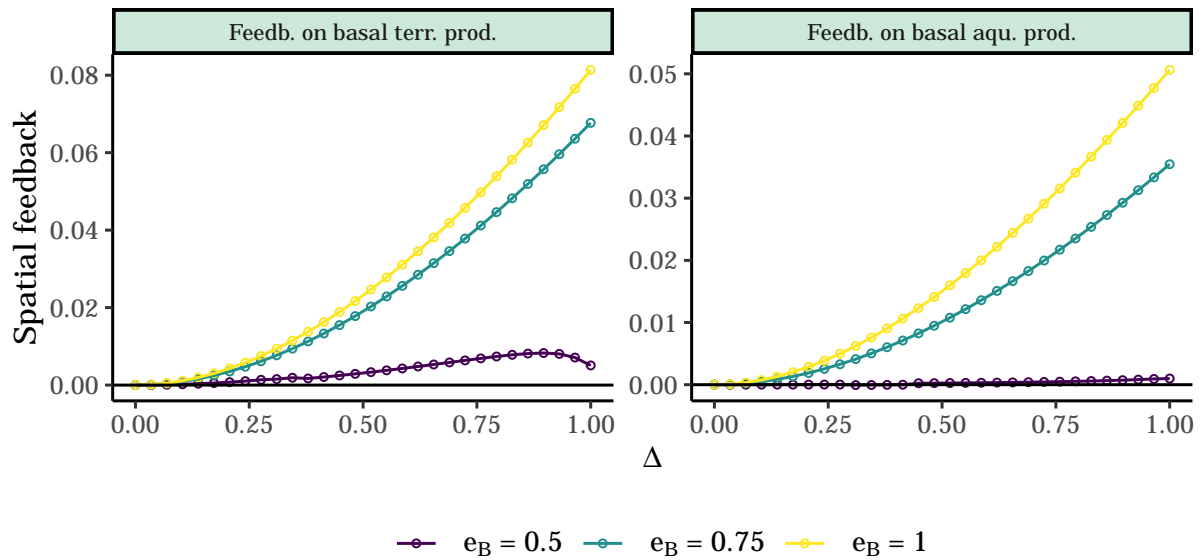 Feedb. on basal terr. prod.
Feedb. on basal aqu. prod.
Spatial feedback
0.08
0.06
0.04
0.02
0.00
0.05
0.04
0.03
0.02
0.01
0.00
0.00 0.25 0.50 0.75 1.00
0.00 0.25 0.50 0.75 1.00
Δ
e_B = 0.5 e_B = 0.75 e_B = 1